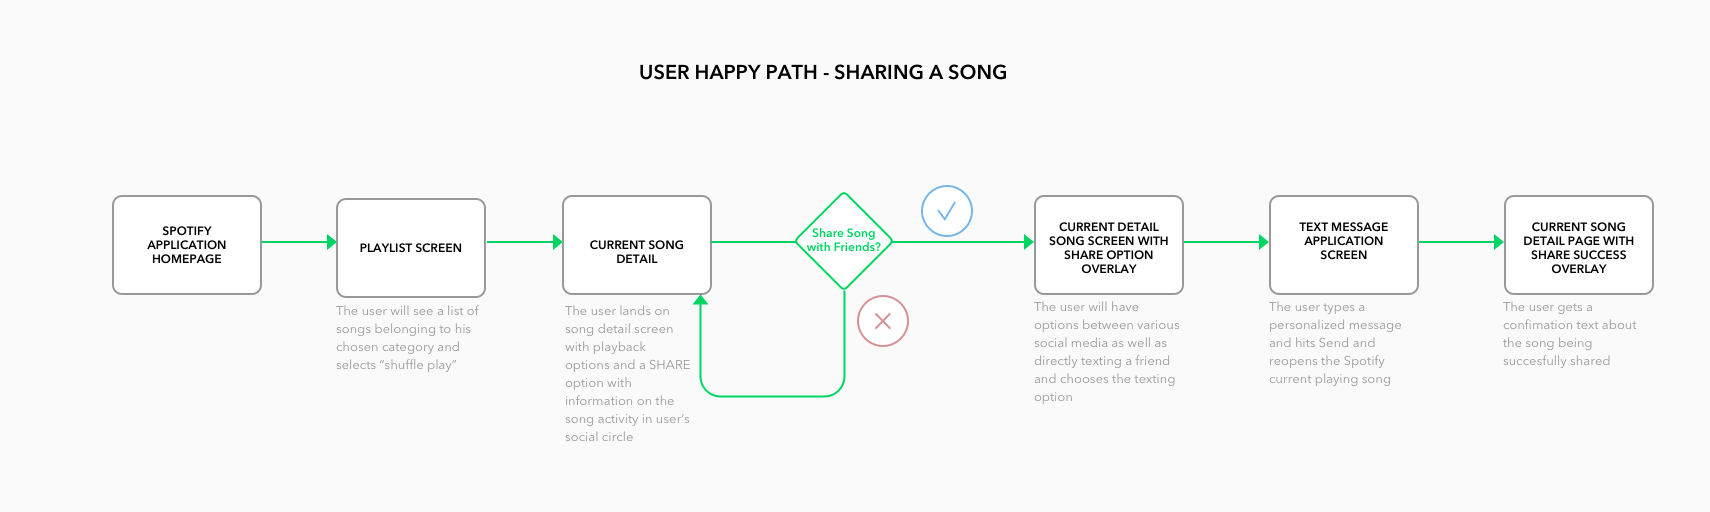 USER HAPPY PATH - SHARING A SONG
SPOTIFY
APPLICATION
HOMEPAGE
PLAYLIST SCREEN
The user will see a list of
songs belonging to his
chosen category and
selects “shuffle play”
CURRENT SONG
DETAIL
The user lands on
song detail screen
with playback
options and a SHARE
option with
information on the
song activity in user’s
social circle
Share Song
with Friends?
CURRENT DETAIL
SONG SCREEN WITH
SHARE OPTION
OVERLAY
The user will have
options between various
social media as well as
directly texting a friend
and chooses the texting
option
TEXT MESSAGE
APPLICATION
SCREEN
The user types a
personalized message
and hits Send and
reopens the Spotify
current playing song
CURRENT SONG
DETAIL PAGE WITH
SHARE SUCCESS
OVERLAY
The user gets a
confimation text about
the song being
succesfully shared